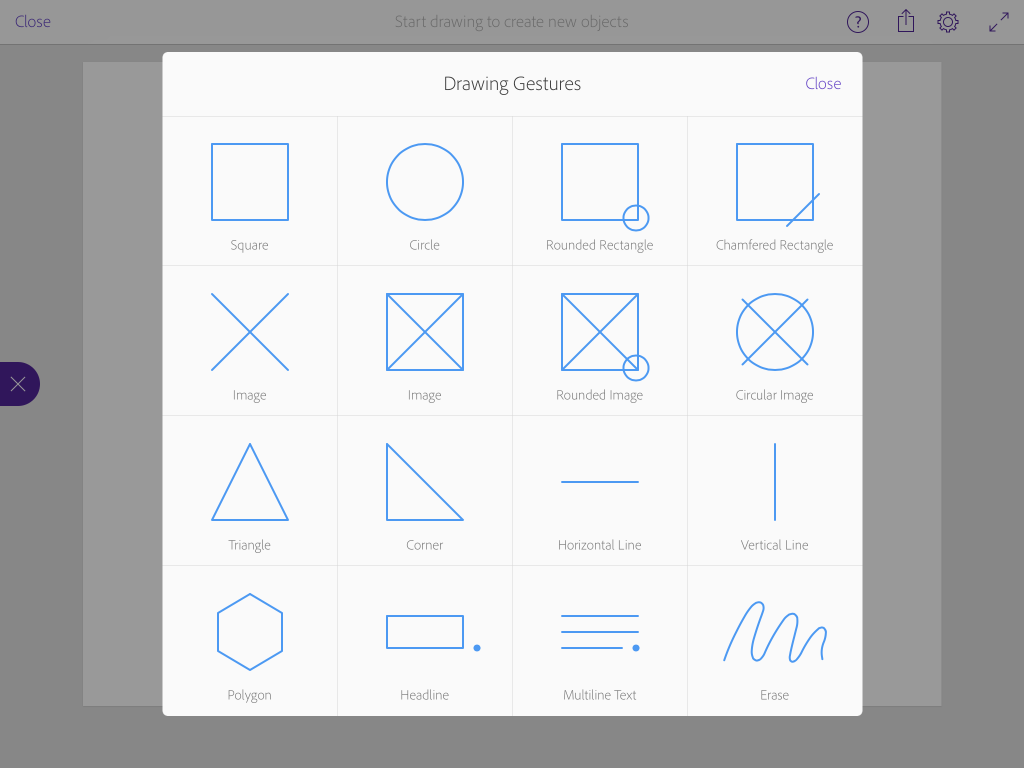 Close
Start drawing to create new objects
?
Drawing Gestures
Close
Square
Circle
Rounded Rectangle
Chamfered Rectangle
Image
Image
Rounded Image
Circular Image
Triangle
Corner
Horizontal Line
Vertical Line
Polygon
Headline
Multiline Text
Erase